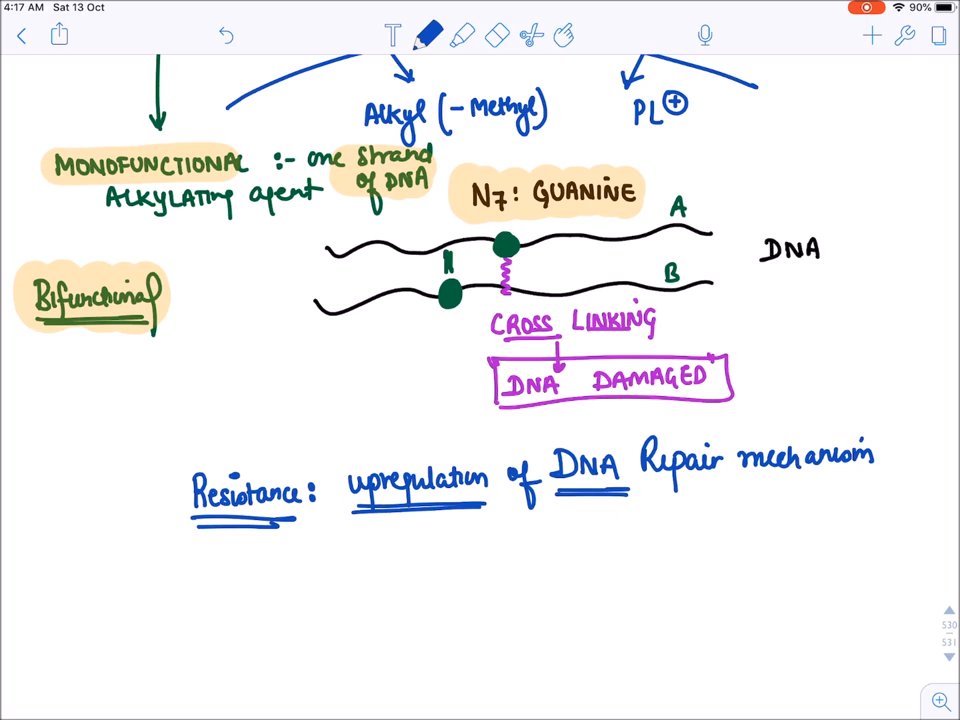 4:17 AM Sat 13 Oct
90%
T
Alkyl (-Methyl)
PL+
MONOFUNCTIONAL :- one strand
of DNA
ALKYLATing agent
N7: GUANINE
A
DNA
Bifunctional
B
CROSS LINKING
DNA DAMAGED
Resistance: upregulation of DNA Repair mechanism
530
531